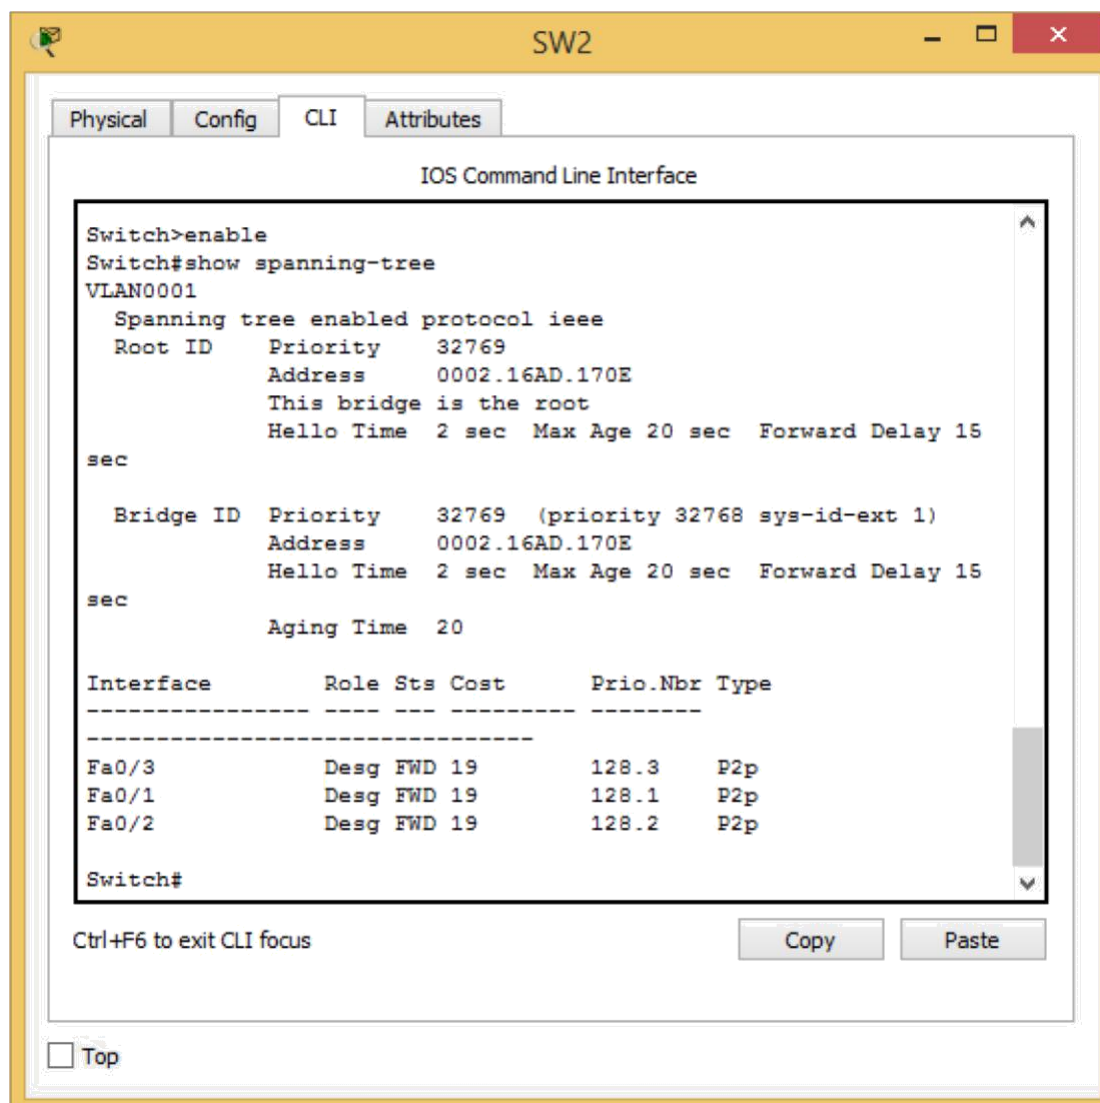 SW2
Physical Config CLI Attributes
IOS Command Line Interface
Switch>enable
Switch#show spanning-tree
VLAN0001
  Spanning tree enabled protocol ieee
  Root ID    Priority    32769
             Address     0002.16AD.170E
             This bridge is the root
             Hello Time  2 sec  Max Age 20 sec  Forward Delay 15
sec

  Bridge ID  Priority    32769  (priority 32768 sys-id-ext 1)
             Address     0002.16AD.170E
             Hello Time  2 sec  Max Age 20 sec  Forward Delay 15
sec
             Aging Time  20

Interface        Role Sts Cost      Prio.Nbr Type
---------------- ---- --- --------- --------
--------------------------------
Fa0/3            Desg FWD 19        128.3    P2p
Fa0/1            Desg FWD 19        128.1    P2p
Fa0/2            Desg FWD 19        128.2    P2p

Switch#
Ctrl+F6 to exit CLI focus Copy Paste
Top